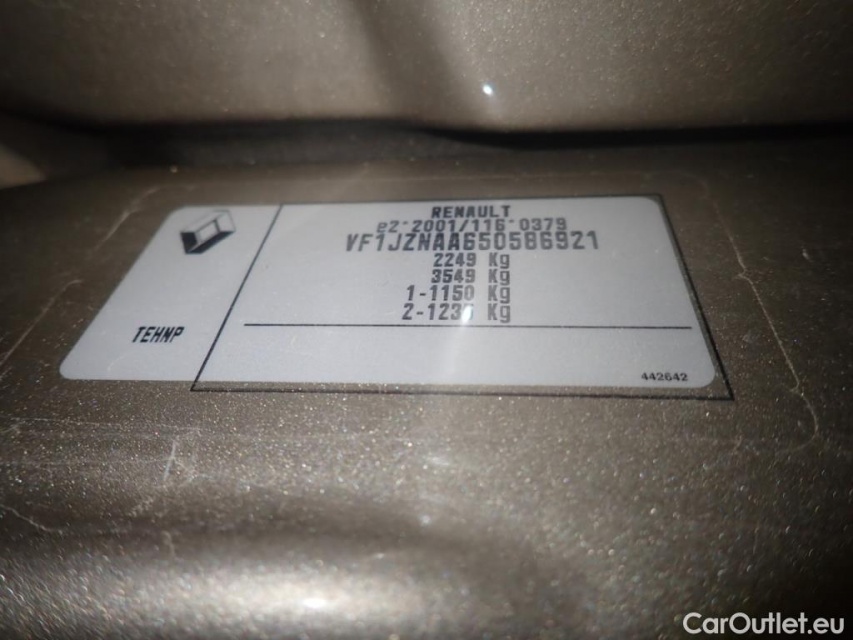 RENAULT
e2*2001/116*0379
VF1JZNAA650586921
2249 Kg
3549 Kg
1-1150 Kg
Kg
TEHNP
442642
CarOutlet.eu